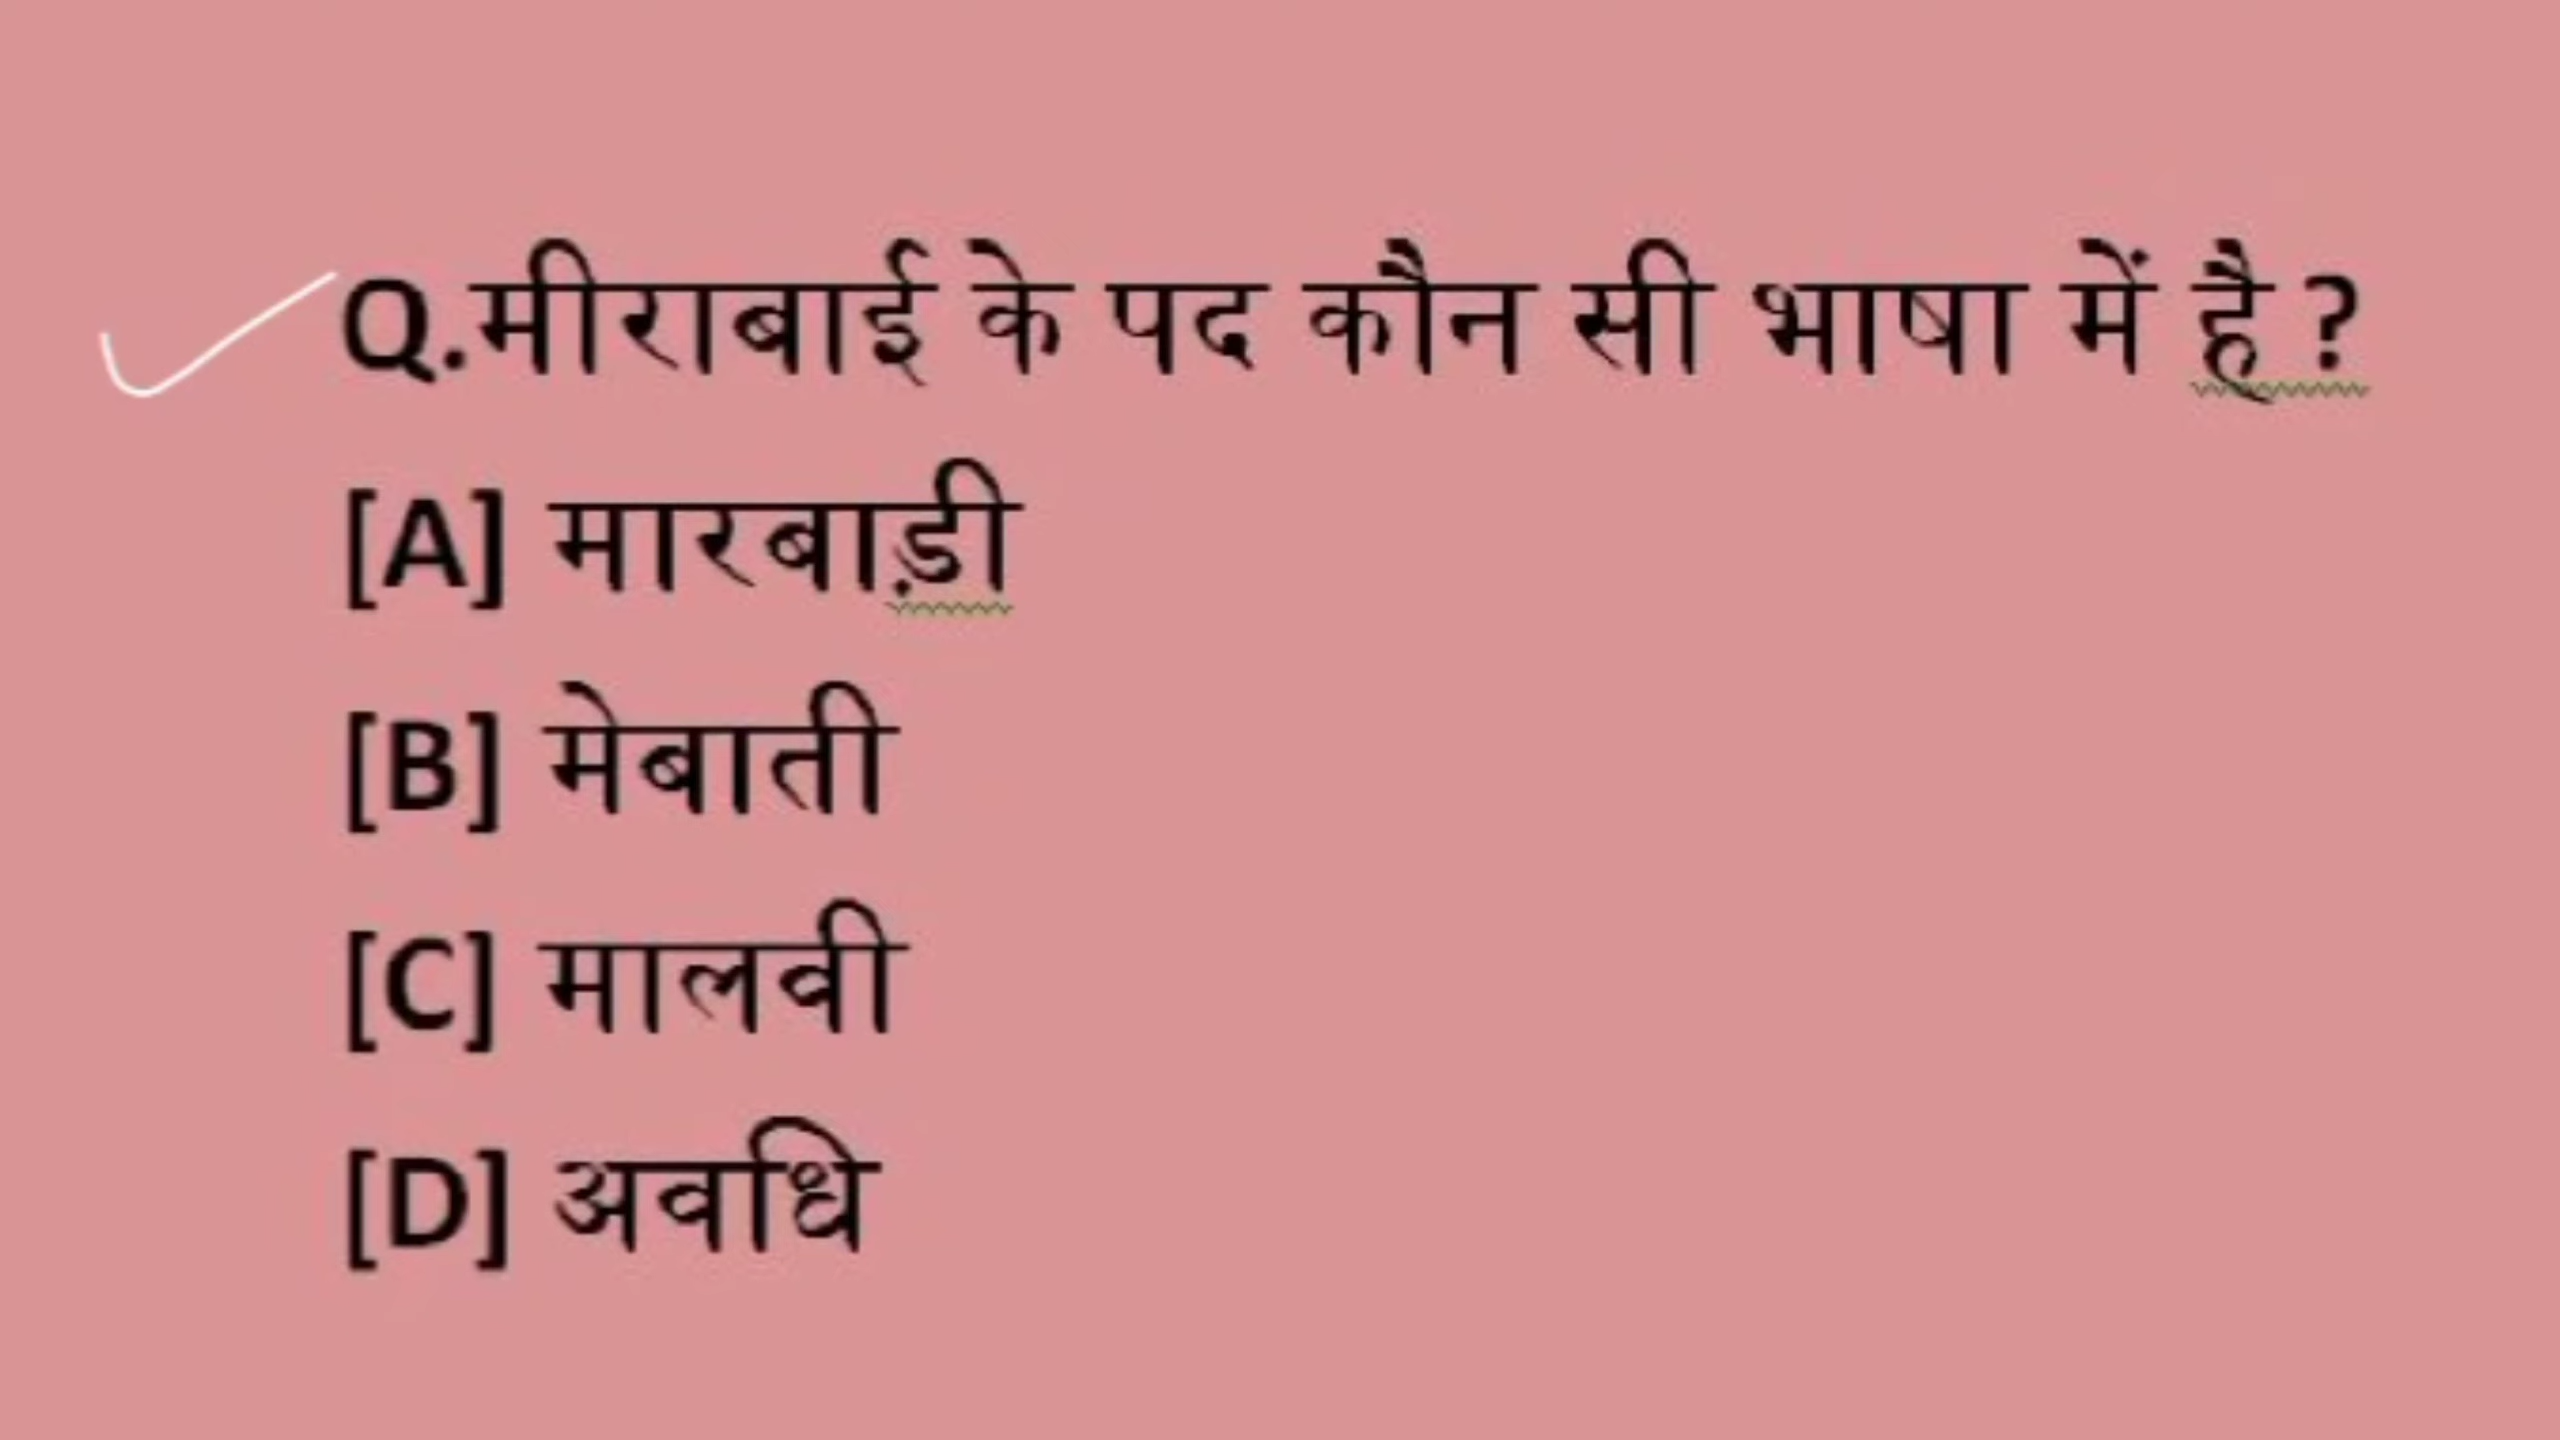 Q.मीराबाई के पद कौन सी भाषा में है ?
[A] मारबाड़ी
[B] मेबाती
[C] मालवी
[D] अवधि